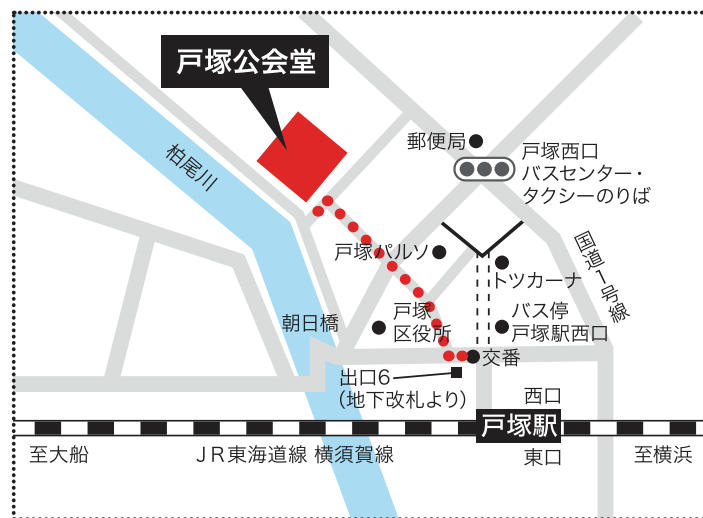 戸塚公会堂
柏尾川
郵便局
戸塚西口
バスセンター・
タクシーのりば
戸塚パルソ
トツカーナ
国道1号線
朝日橋
戸塚
区役所
バス停
戸塚駅西口
交番
出口6
(地下改札より)
西口
戸塚駅
東口
至大船
JR東海道線 横須賀線
至横浜